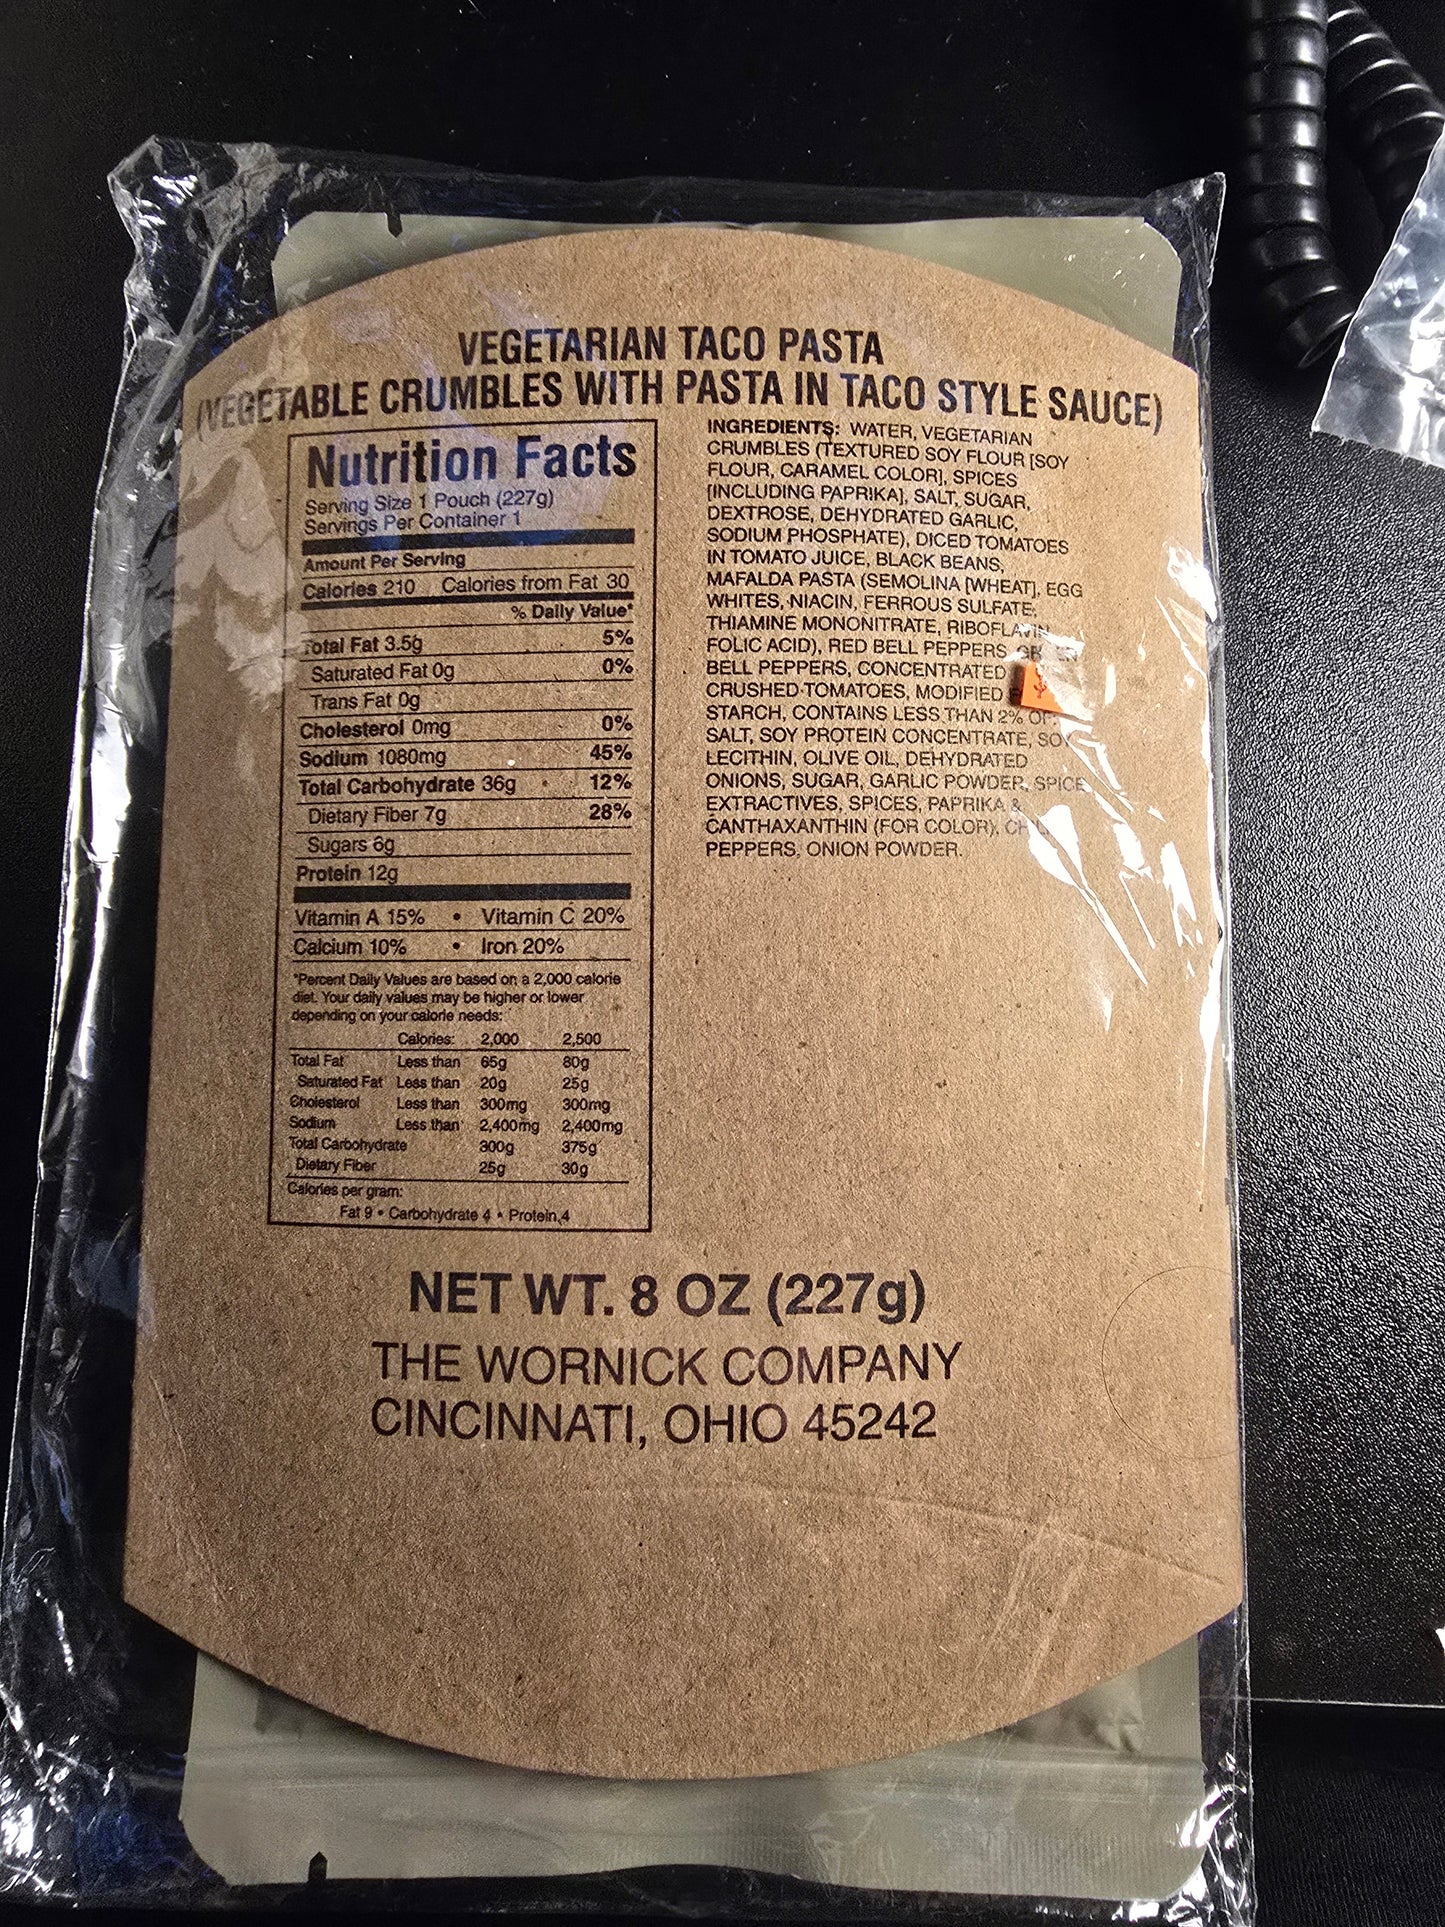 VEGETARIAN TACO PASTA
(VEGETABLE CRUMBLES WITH PASTA IN TACO STYLE SAUCE)
Nutrition Facts
Serving Size 1 Pouch (227g)
Servings Per Container 1
Amount Per Serving
Calories 210 Calories from Fat 30
% Daily Value*
Total Fat 3.5g 5%
Saturated Fat 0g 0%
Trans Fat 0g
Cholesterol 0mg 0%
Sodium 1080mg 45%
Total Carbohydrate 36g 12%
Dietary Fiber 7g 28%
Sugars 6g
Protein 12g
Vitamin A 15% • Vitamin C 20%
Calcium 10% • Iron 20%
*Percent Daily Values are based on a 2,000 calorie
diet. Your daily values may be higher or lower
depending on your calorie needs:
Calories: 2,000 2,500
Total Fat Less than 65g 80g
Saturated Fat Less than 20g 25g
Cholesterol Less than 300mg 300mg
Sodium Less than 2,400mg 2,400mg
Total Carbohydrate 300g 375g
Dietary Fiber 25g 30g
Calories per gram:
Fat 9 • Carbohydrate 4 • Protein 4
INGREDIENTS: WATER, VEGETARIAN
CRUMBLES (TEXTURED SOY FLOUR [SOY
FLOUR, CARAMEL COLOR], SPICES
[INCLUDING PAPRIKA], SALT, SUGAR,
DEXTROSE, DEHYDRATED GARLIC,
SODIUM PHOSPHATE), DICED TOMATOES
IN TOMATO JUICE, BLACK BEANS,
MAFALDA PASTA (SEMOLINA [WHEAT], EGG
WHITES, NIACIN, FERROUS SULFATE,
THIAMINE MONONITRATE, RIBOFLAVIN,
FOLIC ACID), RED BELL PEPPERS,
BELL PEPPERS, CONCENTRATED
CRUSHED TOMATOES, MODIFIED
STARCH, CONTAINS LESS THAN 2% OF:
SALT, SOY PROTEIN CONCENTRATE, SOY
LECITHIN, OLIVE OIL, DEHYDRATED
ONIONS, SUGAR, GARLIC POWDER, SPICE
EXTRACTIVES, SPICES, PAPRIKA &
CANTHAXANTHIN (FOR COLOR),
PEPPERS, ONION POWDER.
NET WT. 8 OZ (227g)
THE WORNICK COMPANY
CINCINNATI, OHIO 45242